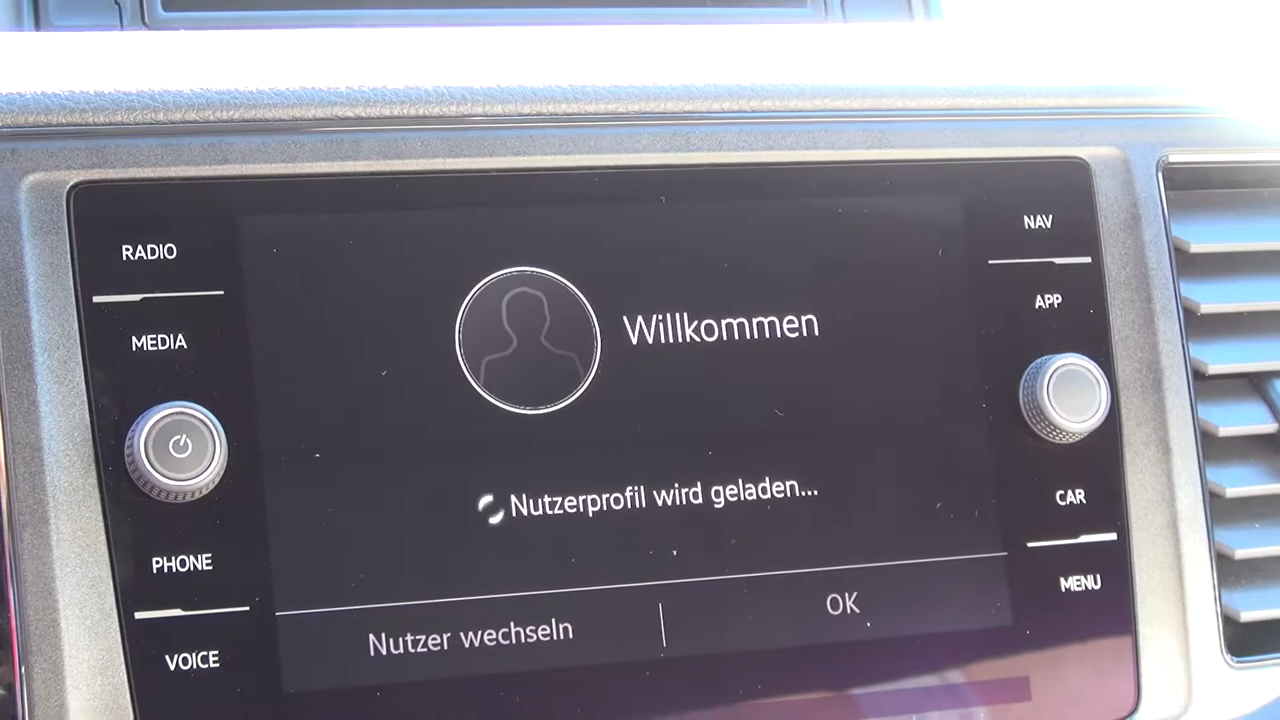 RADIO
MEDIA
PHONE
VOICE
Willkommen
Nutzerprofil wird geladen...
Nutzer wechseln
OK
NAV
APP
CAR
MENU